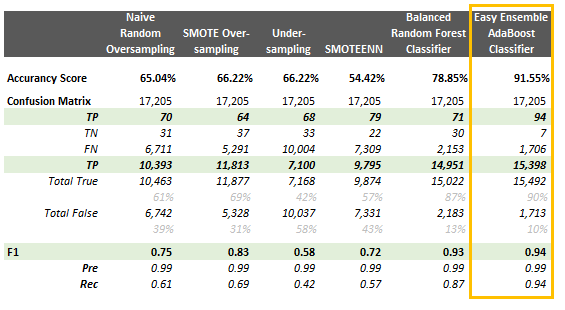 Naive Random Oversampling SMOTE Over-sampling Under-sampling SMOTEENN Balanced Random Forest Classifier Easy Ensemble AdaBoost Classifier
Accurancy Score 65.04% 66.22% 66.22% 54.42% 78.85% 91.55%
Confusion Matrix 17,205 17,205 17,205 17,205 17,205 17,205
TP 70 64 68 79 71 94
TN 31 37 33 22 30 7
FN 6,711 5,291 10,004 7,309 2,153 1,706
TP 10,393 11,813 7,100 9,795 14,951 15,398
Total True 10,463 11,877 7,168 9,874 15,022 15,492
61% 69% 42% 57% 87% 90%
Total False 6,742 5,328 10,037 7,331 2,183 1,713
39% 31% 58% 43% 13% 10%
F1 0.75 0.83 0.58 0.72 0.93 0.94
Pre 0.99 0.99 0.99 0.99 0.99 0.99
Rec 0.61 0.69 0.42 0.57 0.87 0.94